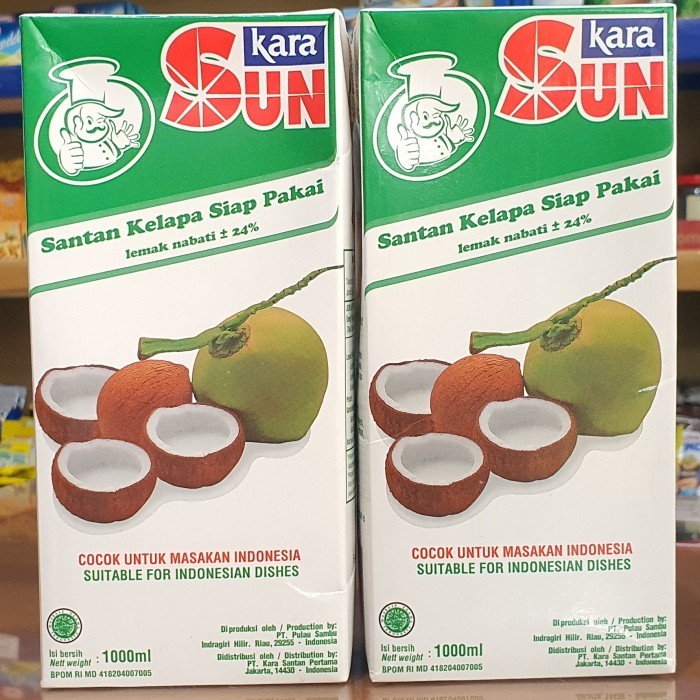 kara
SUN
Santan Kelapa Siap Pakai
lemak nabati ± 24%
COCOK UNTUK MASAKAN INDONESIA
SUITABLE FOR INDONESIAN DISHES
Isi bersih
Nett weight : 1000ml
BPOM RI MD 418204007005
Diproduksi oleh / Production by:
PT. Pulau Sambu
Indragiri Hilir. Riau, 29255 - Indonesia
Didistribusi oleh / Distribution by:
PT. Kara Santan Pertama
Jakarta, 14430 - Indonesia
kara
SUN
Santan Kelapa Siap Pakai
lemak nabati ± 24%
COCOK UNTUK MASAKAN INDONESIA
SUITABLE FOR INDONESIAN DISHES
Isi bersih
Nett weight : 1000ml
BPOM RI MD 418204007005
Diproduksi oleh / Production by:
PT. Pulau Sambu
Indragiri Hilir. Riau, 29255 - Indonesia
Didistribusi oleh / Distribution by:
PT. Kara Santan Pertama
Jakarta, 14430 - Indonesia